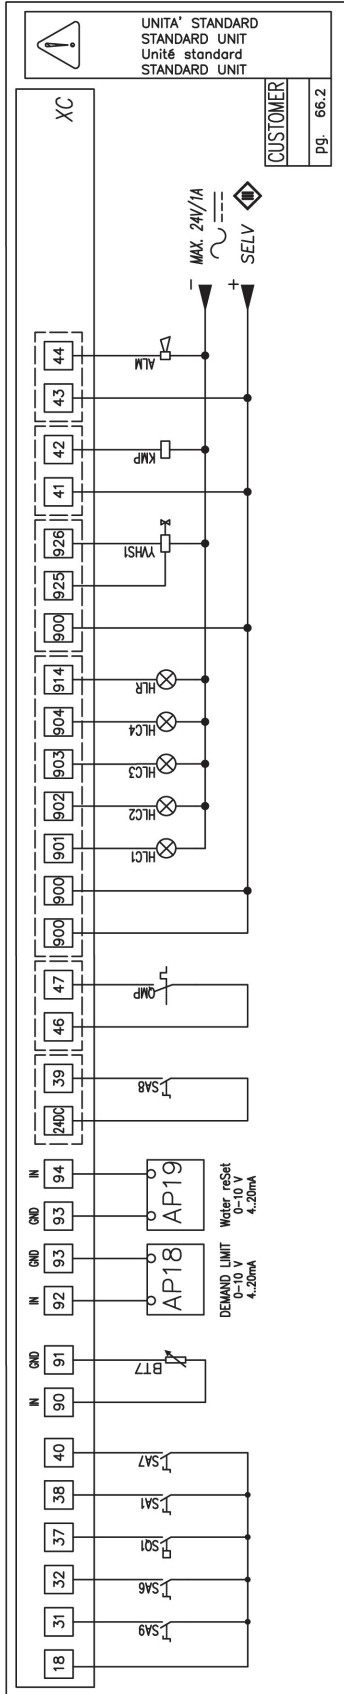 UNITA' STANDARD
STANDARD UNIT
Unité standard
STANDARD UNIT
CUSTOMER
pg. 66.2
XC
MAX. 24V/1A
SELV
III
-
+
44
43
42
41
926
925
900
914
904
903
902
901
900
900
47
46
39
24DC
94
93
93
92
91
90
40
38
37
32
31
18
IN
GND
GND
IN
GND
IN
ALM
KMP
YVHS1
HLR
HLC4
HLC3
HLC2
HLC1
QMP
SA8
AP19
Water reSet
0-10 V
4..20mA
AP18
DEMAND LIMIT
0-10 V
4..20mA
BT7
SA7
SA1
SQ1
SA6
SA9